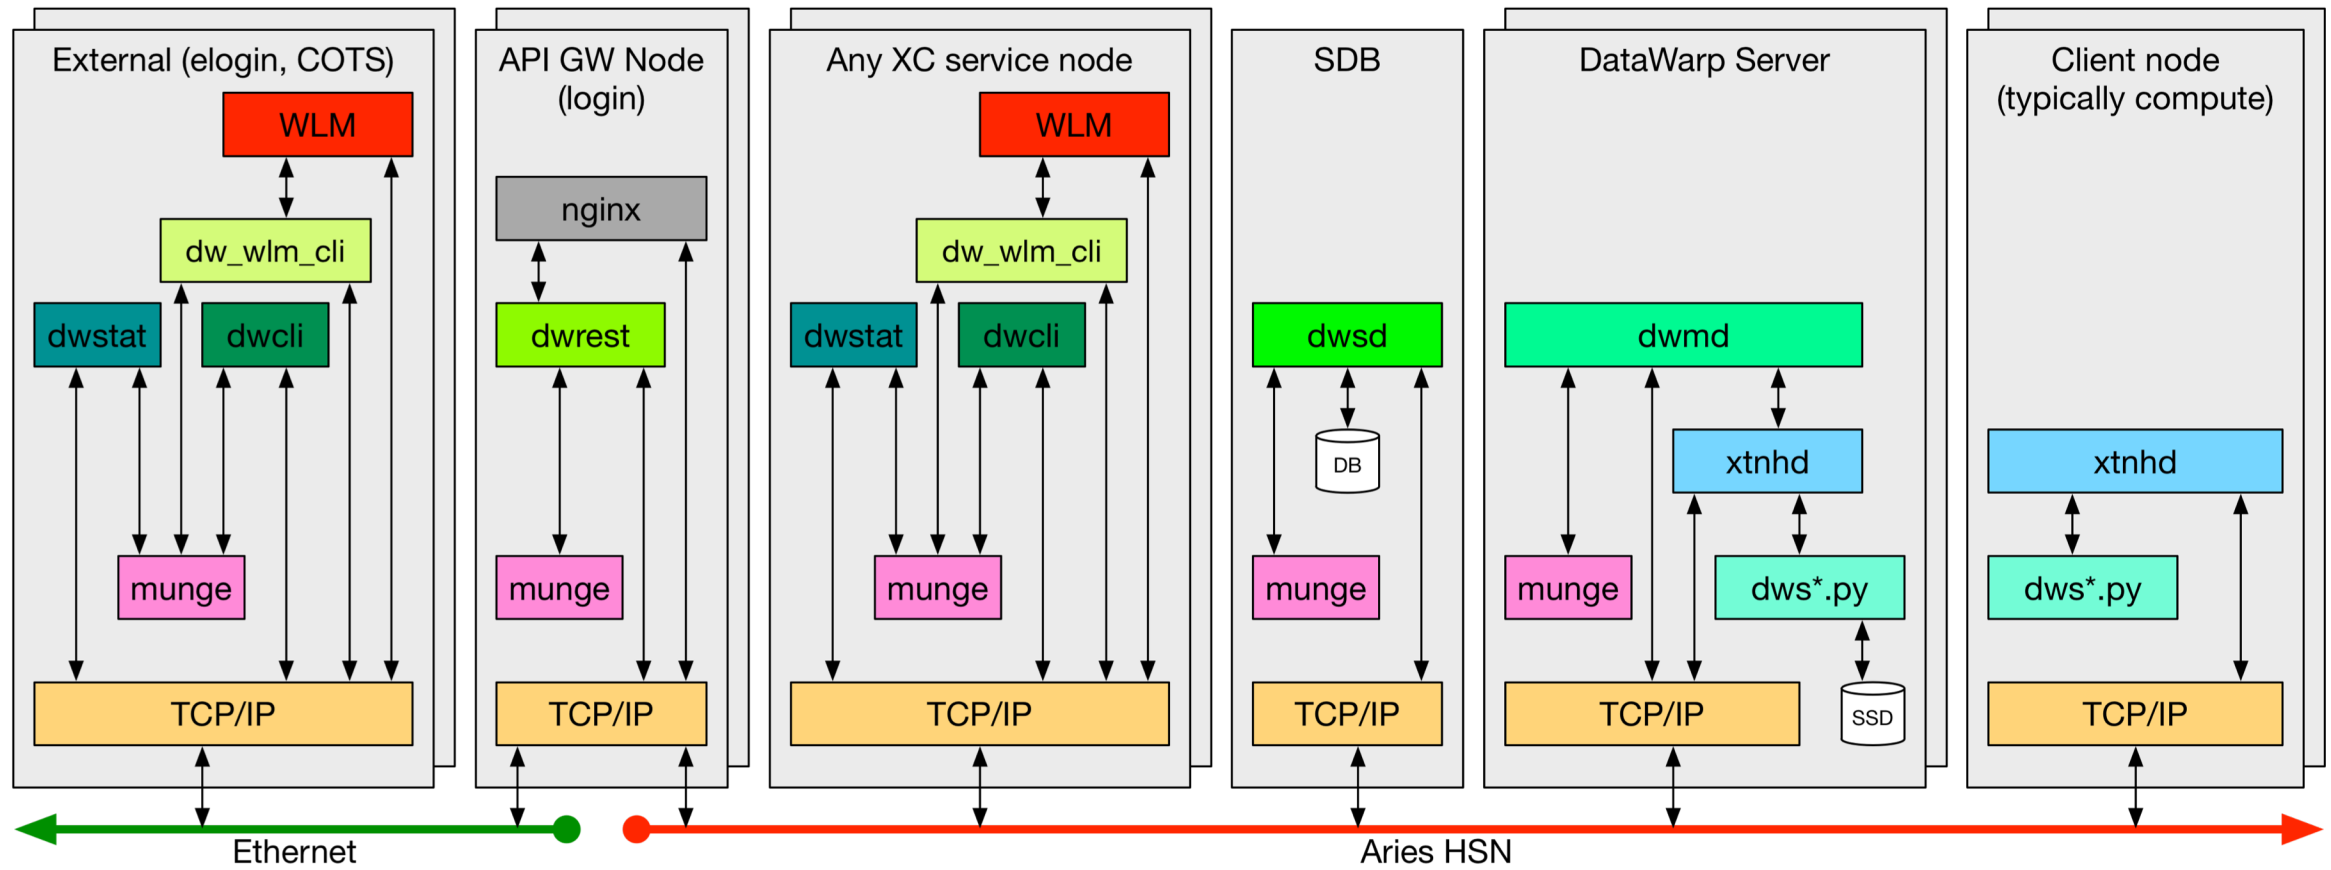 External (elogin, COTS)
WLM
dw_wlm_cli
dwstat
dwcli
munge
TCP/IP
API GW Node
(login)
nginx
dwrest
munge
TCP/IP
Any XC service node
WLM
dw_wlm_cli
dwstat
dwcli
munge
TCP/IP
SDB
dwsd
DB
munge
TCP/IP
DataWarp Server
dwmd
xtnhd
munge
dws*.py
TCP/IP
SSD
Client node
(typically compute)
xtnhd
dws*.py
TCP/IP
Ethernet
Aries HSN